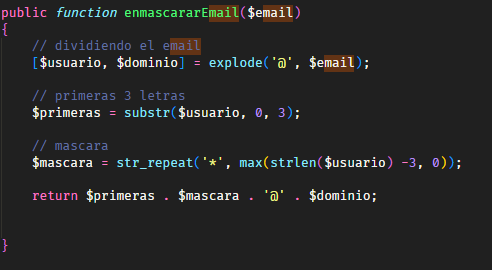 public function enmascararEmail($email)
{
// dividiendo el email
[$usuario, $dominio] = explode('@', $email);
// primeras 3 letras
$primeras = substr($usuario, 0, 3);
// mascara
$mascara = str_repeat('*', max(strlen($usuario) -3, 0));
return $primeras . $mascara . '@' . $dominio;
}